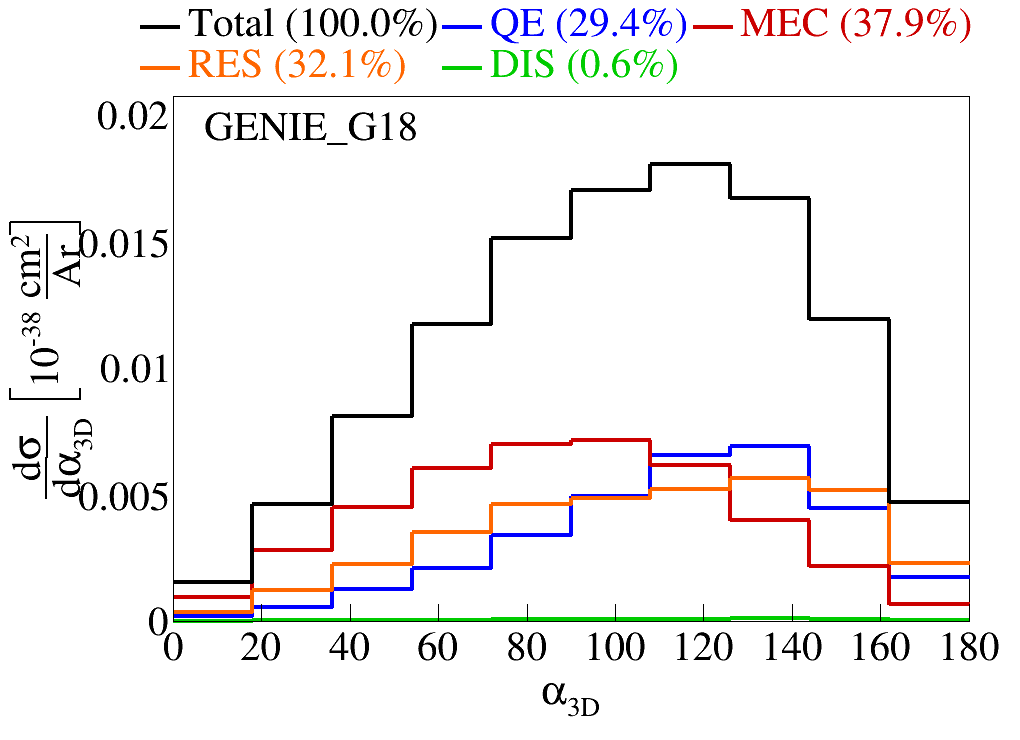 Total (100.0%) QE (29.4%) MEC (37.9%)
RES (32.1%) DIS (0.6%)
GENIE_G18
0.02
0.015
0.01
0.005
0
0 20 40 60 80 100 120 140 160 180
α3D
dσ/dα3D [10^-38 cm^2/Ar]